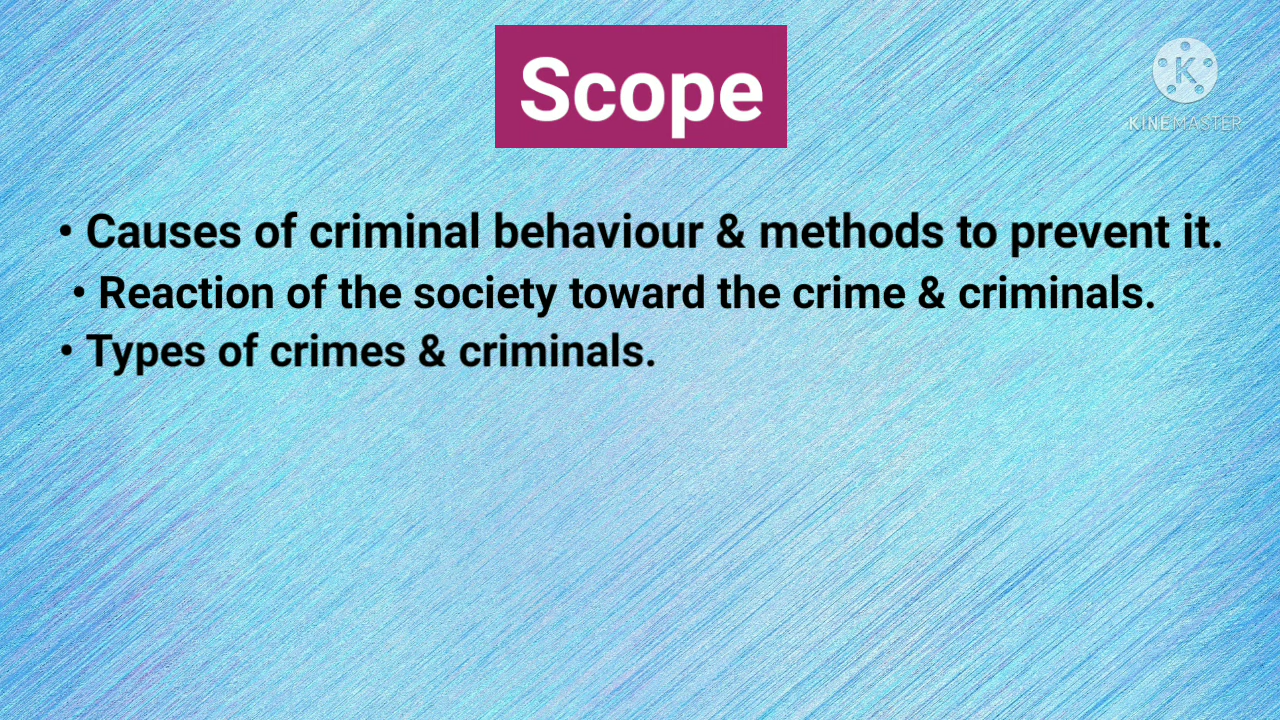 Scope
K
KINEMASTER
• Causes of criminal behaviour & methods to prevent it.
• Reaction of the society toward the crime & criminals.
• Types of crimes & criminals.